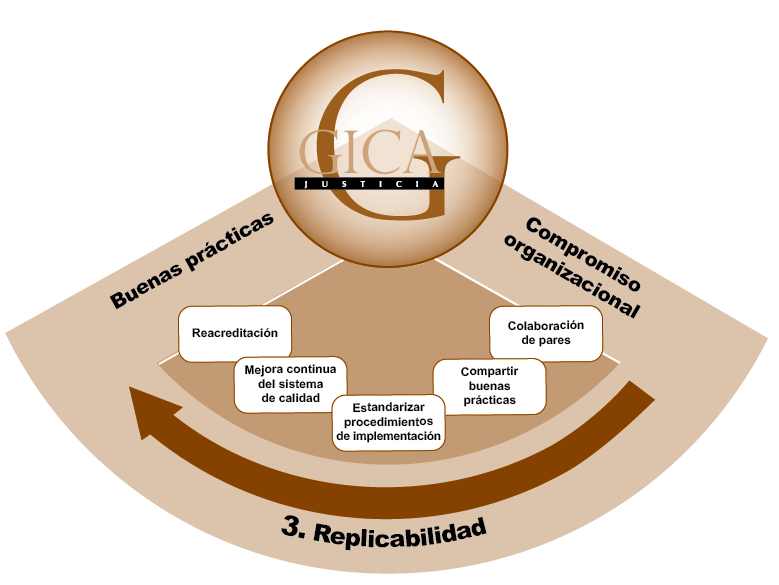 G
GICA
JUSTICIA
Buenas prácticas
Compromiso
organizacional
Reacreditación
Mejora continua
del sistema
de calidad
Estandarizar
procedimientos
de implementación
Compartir
buenas
prácticas
Colaboración
de pares
3. Replicabilidad